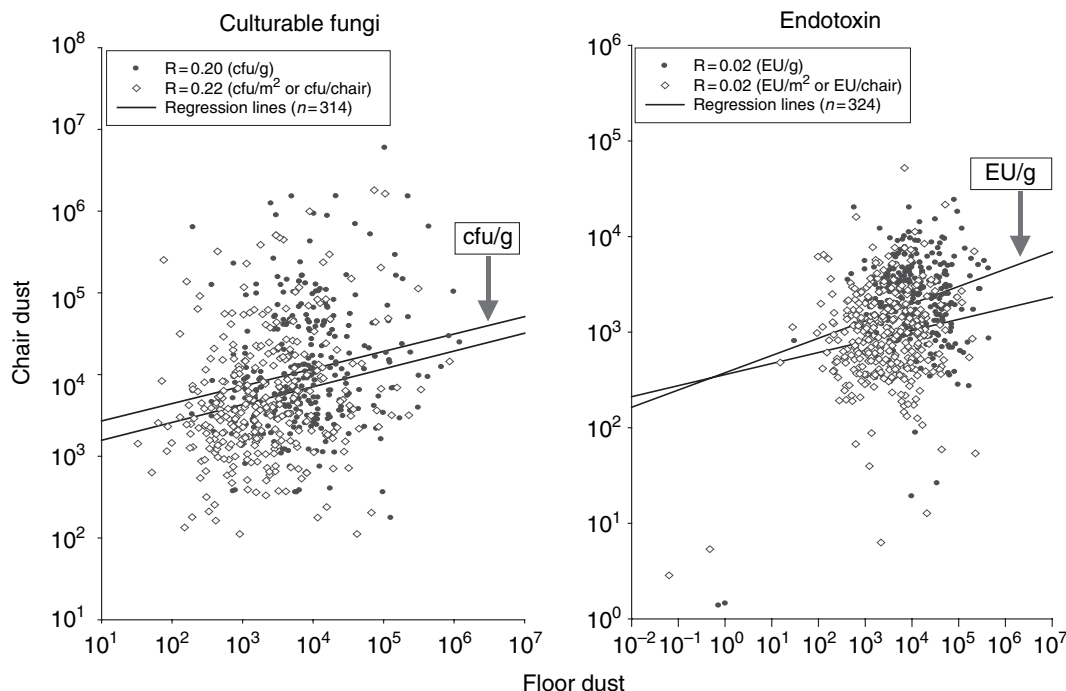 Culturable fungi
R = 0.20 (cfu/g)
R = 0.22 (cfu/m² or cfu/chair)
Regression lines (n = 314)
cfu/g
10⁸
10⁷
10⁶
10⁵
10⁴
10³
10²
10¹
10¹ 10² 10³ 10⁴ 10⁵ 10⁶ 10⁷
Chair dust
Endotoxin
R = 0.02 (EU/g)
R = 0.02 (EU/m² or EU/chair)
Regression lines (n = 324)
EU/g
10⁶
10⁵
10⁴
10³
10²
10¹
10⁰
10⁻² 10⁻¹ 10⁰ 10¹ 10² 10³ 10⁴ 10⁵ 10⁶ 10⁷
Floor dust